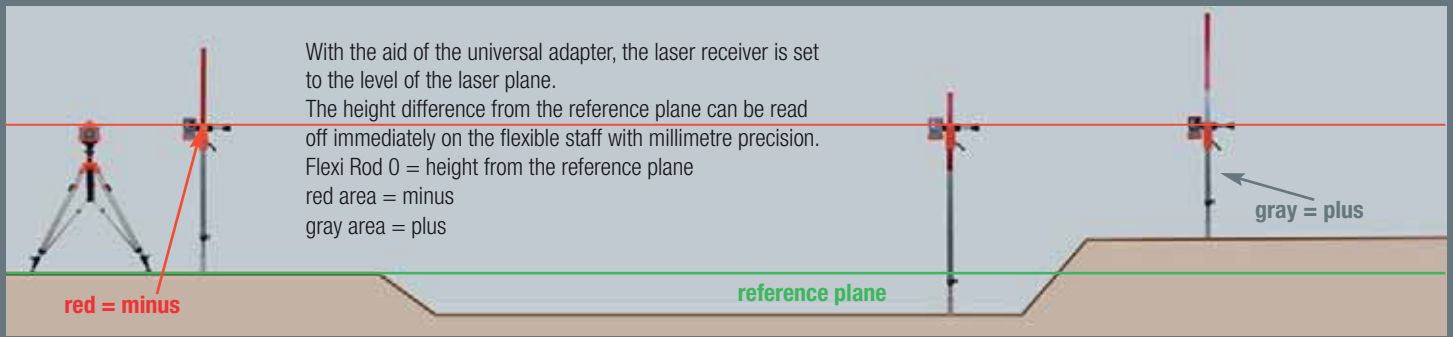 With the aid of the universal adapter, the laser receiver is set
to the level of the laser plane.
The height difference from the reference plane can be read
off immediately on the flexible staff with millimetre precision.
Flexi Rod 0 = height from the reference plane
red area = minus
gray area = plus
gray = plus
reference plane
red = minus